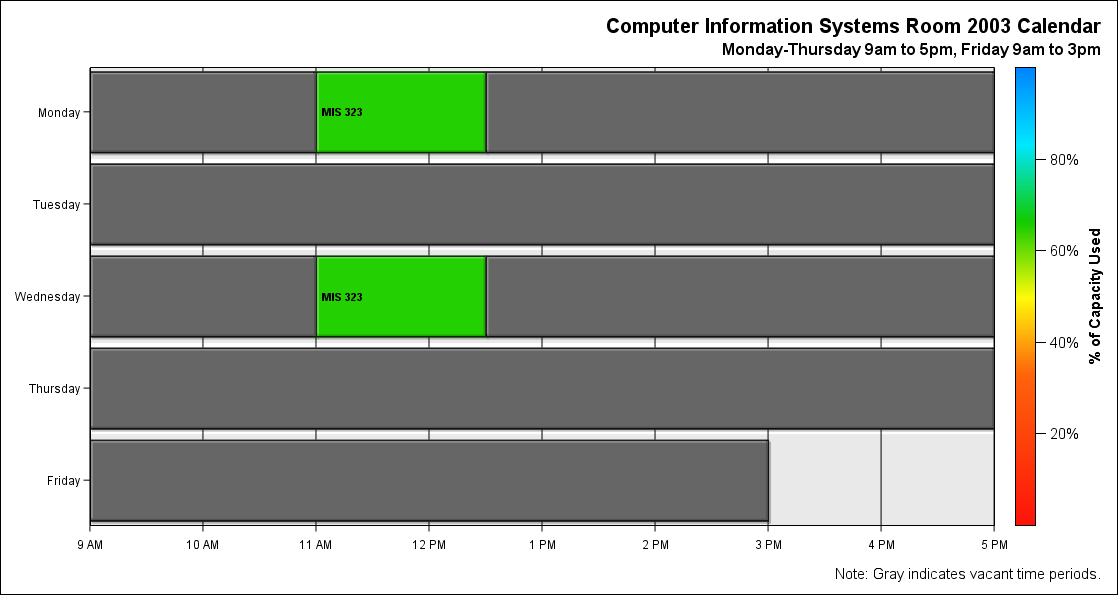 Computer Information Systems Room 2003 Calendar
Monday-Thursday 9am to 5pm, Friday 9am to 3pm
Monday
MIS 323
Tuesday
Wednesday
MIS 323
Thursday
Friday
9 AM 10 AM 11 AM 12 PM 1 PM 2 PM 3 PM 4 PM 5 PM
80%
60%
40%
20%
% of Capacity Used
Note: Gray indicates vacant time periods.